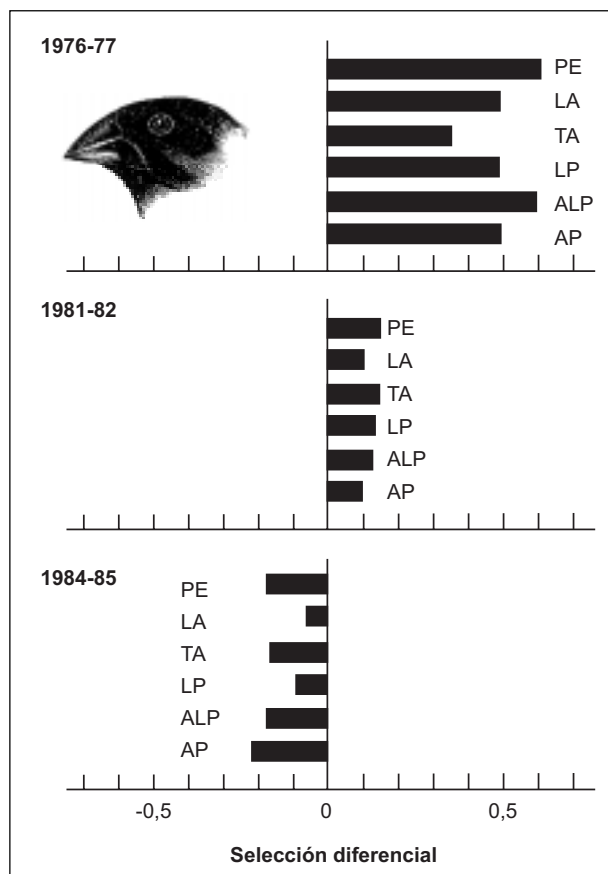 1976-77
PE
LA
TA
LP
ALP
AP
1981-82
PE
LA
TA
LP
ALP
AP
1984-85
PE
LA
TA
LP
ALP
AP
-0,5 0 0,5
Selección diferencial